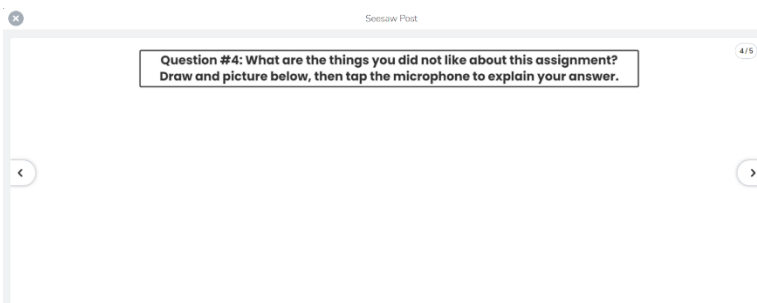 Seesaw Post
4/5
Question #4: What are the things you did not like about this assignment?
Draw and picture below, then tap the microphone to explain your answer.